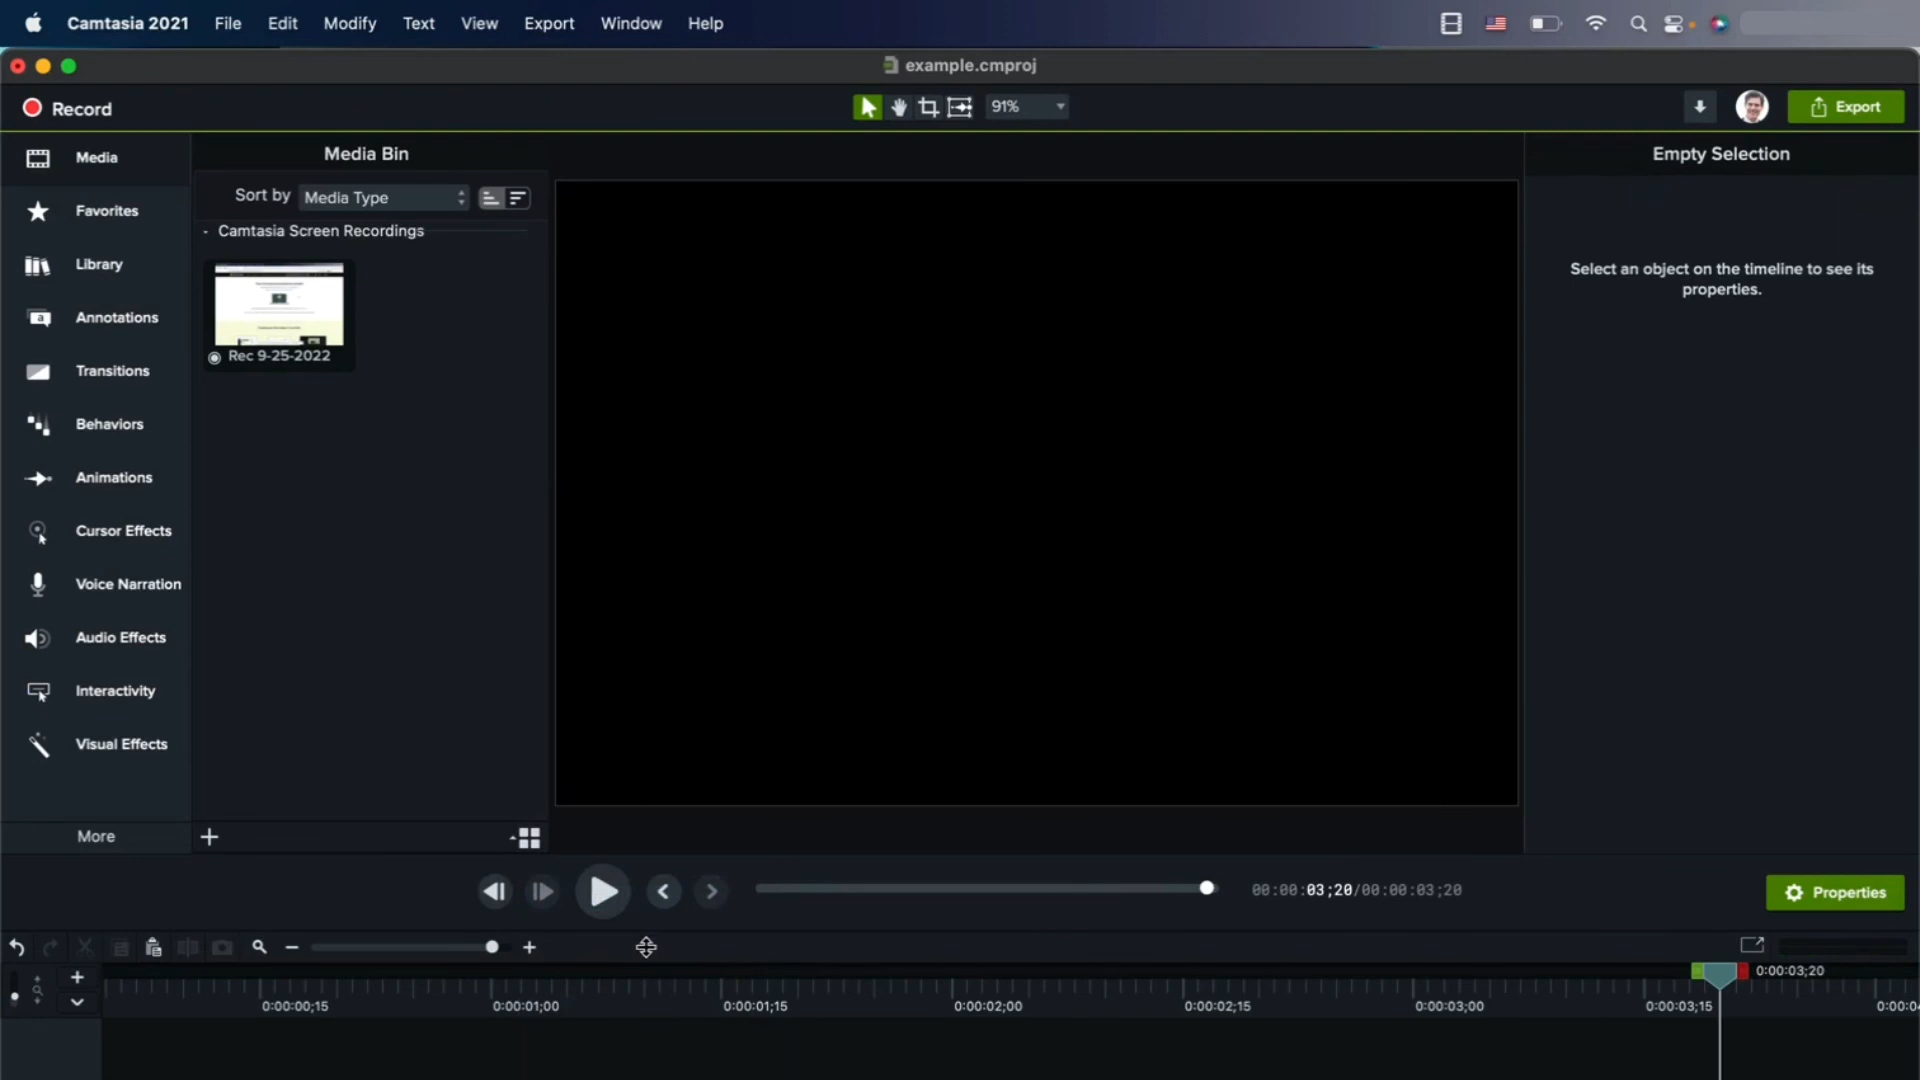 Camtasia 2021 File Edit Modify Text View Export Window Help
example.cmproj
Record 91% Export
Media
Favorites
Library
Annotations
Transitions
Behaviors
Animations
Cursor Effects
Voice Narration
Audio Effects
Interactivity
Visual Effects
More
Media Bin
Sort by Media Type
Camtasia Screen Recordings
Rec 9-25-2022
Empty Selection
Select an object on the timeline to see its
properties.
00:00:03;20/00:00:03;20
Properties
0:00:03;20
0:00:00;15 0:00:01;00 0:00:01;15 0:00:02;00 0:00:02;15 0:00:03;00 0:00:03;15